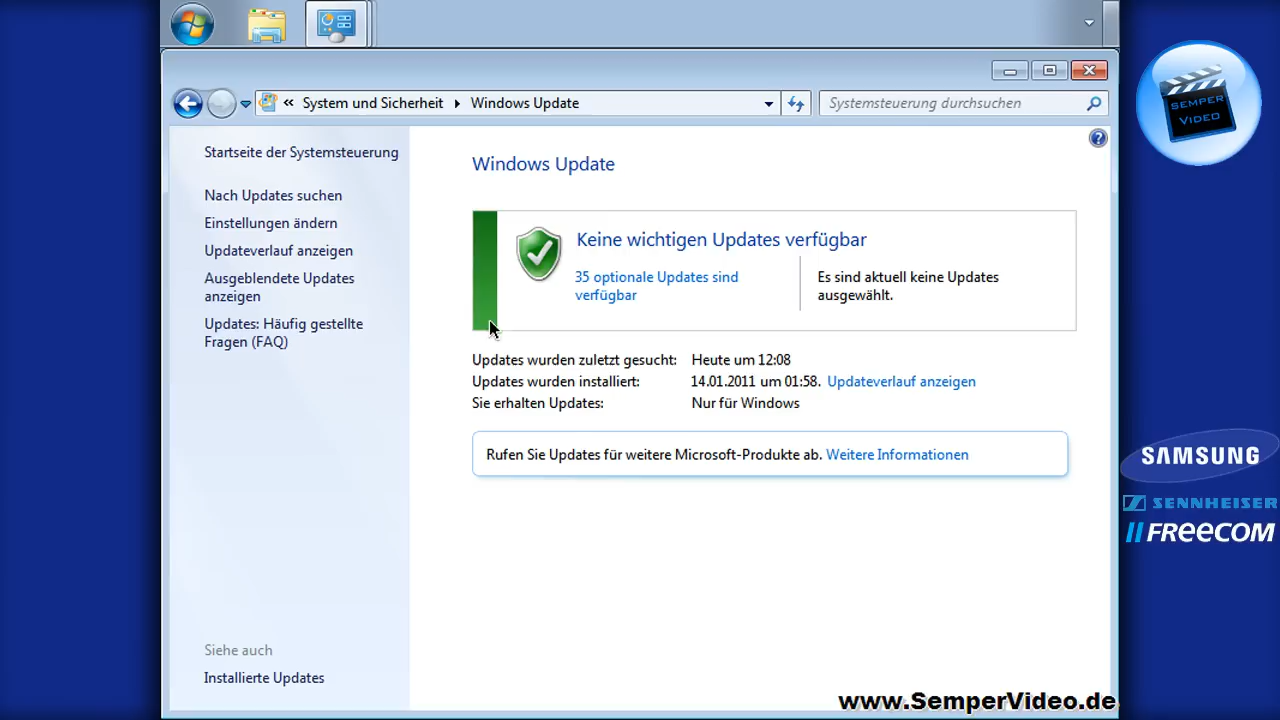 SEMPER
VIDEO
« System und Sicherheit Windows Update
Systemsteuerung durchsuchen
Startseite der Systemsteuerung
Nach Updates suchen
Einstellungen ändern
Updateverlauf anzeigen
Ausgeblendete Updates
anzeigen
Updates: Häufig gestellte
Fragen (FAQ)
Siehe auch
Installierte Updates
Windows Update
Keine wichtigen Updates verfügbar
35 optionale Updates sind
verfügbar
Es sind aktuell keine Updates
ausgewählt.
Updates wurden zuletzt gesucht: Heute um 12:08
Updates wurden installiert: 14.01.2011 um 01:58. Updateverlauf anzeigen
Sie erhalten Updates: Nur für Windows
Rufen Sie Updates für weitere Microsoft-Produkte ab. Weitere Informationen
SAMSUNG
SENNHEISER
FREECOM
www.SemperVideo.de